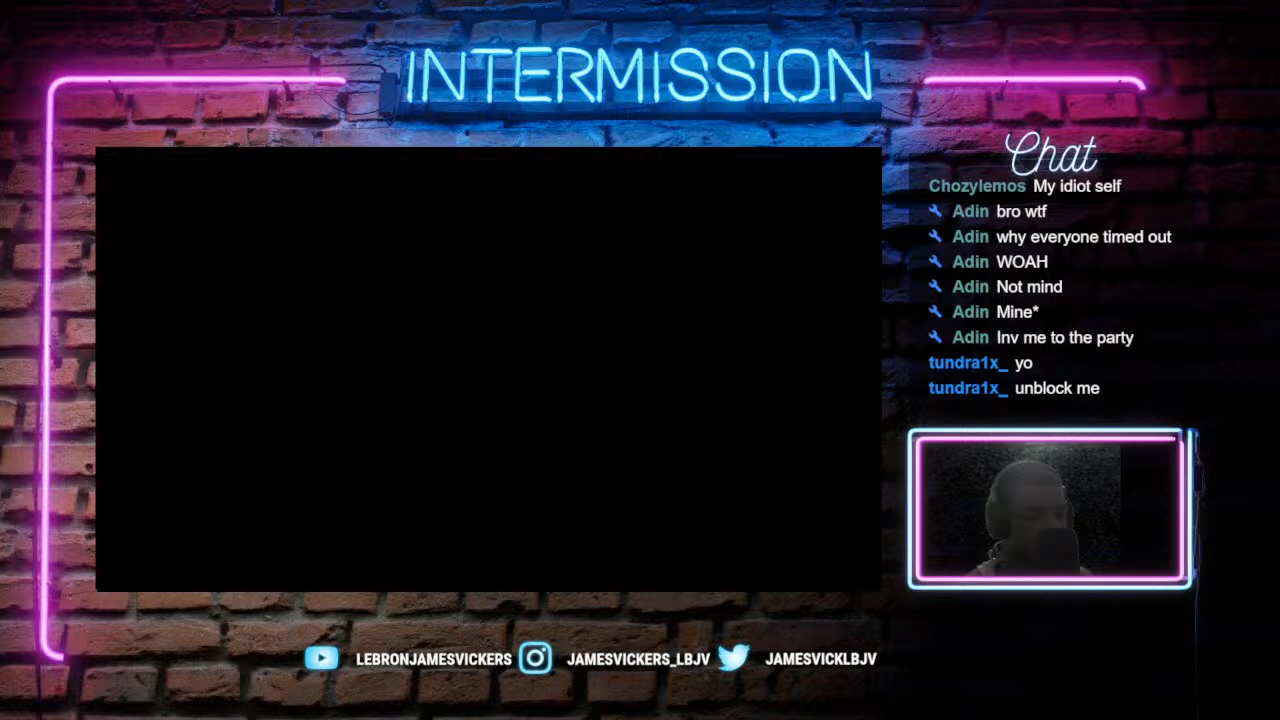 INTERMISSION
Chat
Chozylemos My idiot self
Adin bro wtf
Adin why everyone timed out
Adin WOAH
Adin Not mind
Adin Mine*
Adin Inv me to the party
tundra1x_ yo
tundra1x_ unblock me
LEBRONJAMESVICKERS JAMESVICKERS_LBJV JAMESVICKLBJV